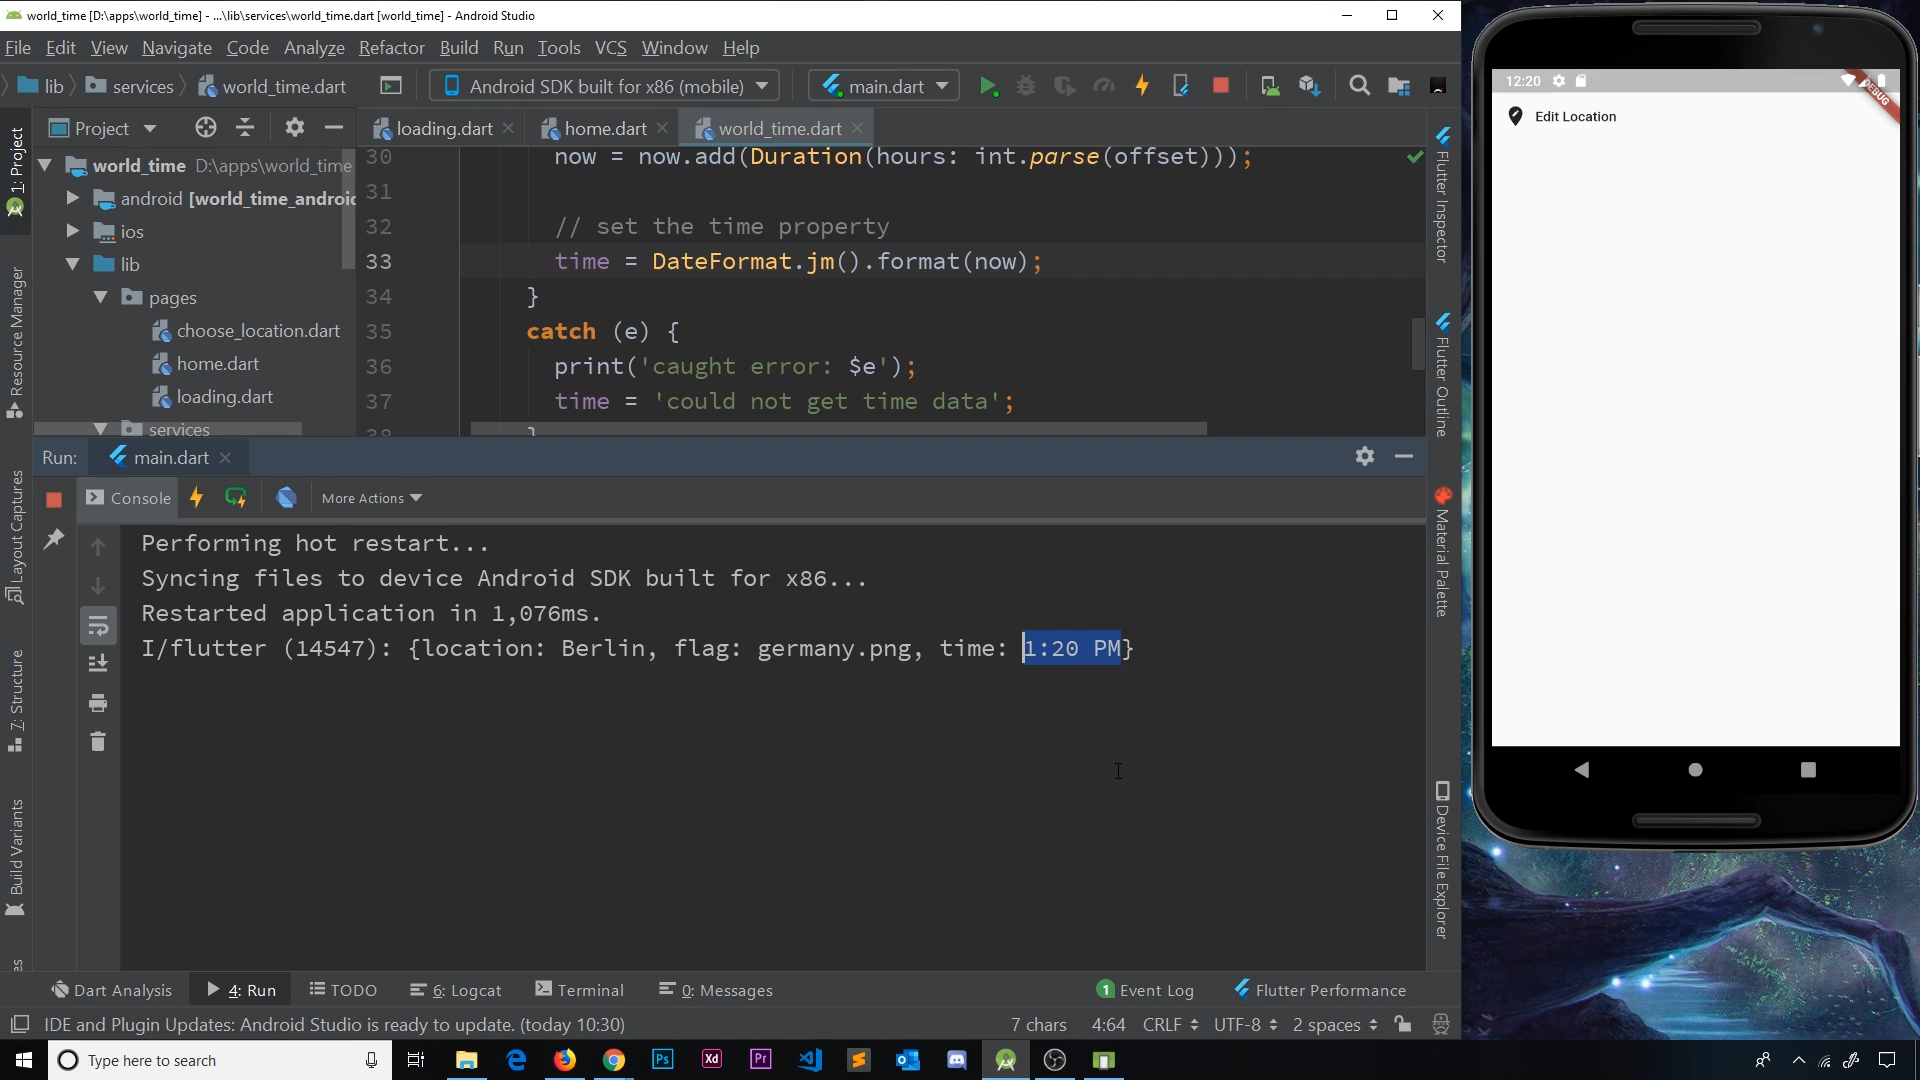 world_time [D:\apps\world_time] - ...\lib\services\world_time.dart [world_time] - Android Studio
File Edit View Navigate Code Analyze Refactor Build Run Tools VCS Window Help
lib services world_time.dart Android SDK built for x86 (mobile) main.dart
1: Project
Resource Manager
Layout Captures
7: Structure
Build Variants
Project
world_time D:\apps\world_time
android [world_time_android
ios
lib
pages
choose_location.dart
home.dart
loading.dart
services
loading.dart home.dart world_time.dart
30 now = now.add(Duration(hours: int.parse(offset)));
31
32 // set the time property
33 time = DateFormat.jm().format(now);
34 }
35 catch (e) {
36 print('caught error: $e');
37 time = 'could not get time data';
38 }
Run: main.dart
Console More Actions
Performing hot restart...
Syncing files to device Android SDK built for x86...
Restarted application in 1,076ms.
I/flutter (14547): {location: Berlin, flag: germany.png, time: 1:20 PM}
Flutter Inspector
Flutter Outline
Material Palette
Device File Explorer
Dart Analysis 4: Run TODO 6: Logcat Terminal 0: Messages 1 Event Log Flutter Performance
IDE and Plugin Updates: Android Studio is ready to update. (today 10:30) 7 chars 4:64 CRLF UTF-8 2 spaces
Type here to search
Ps Xd Pr
12:20
DEBUG
Edit Location